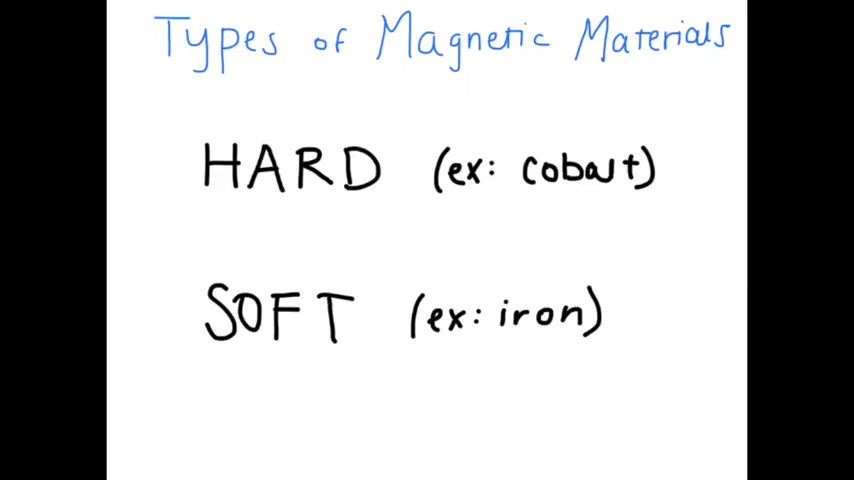 Types of Magnetic Materials
HARD (ex: cobalt)
SOFT (ex: iron)